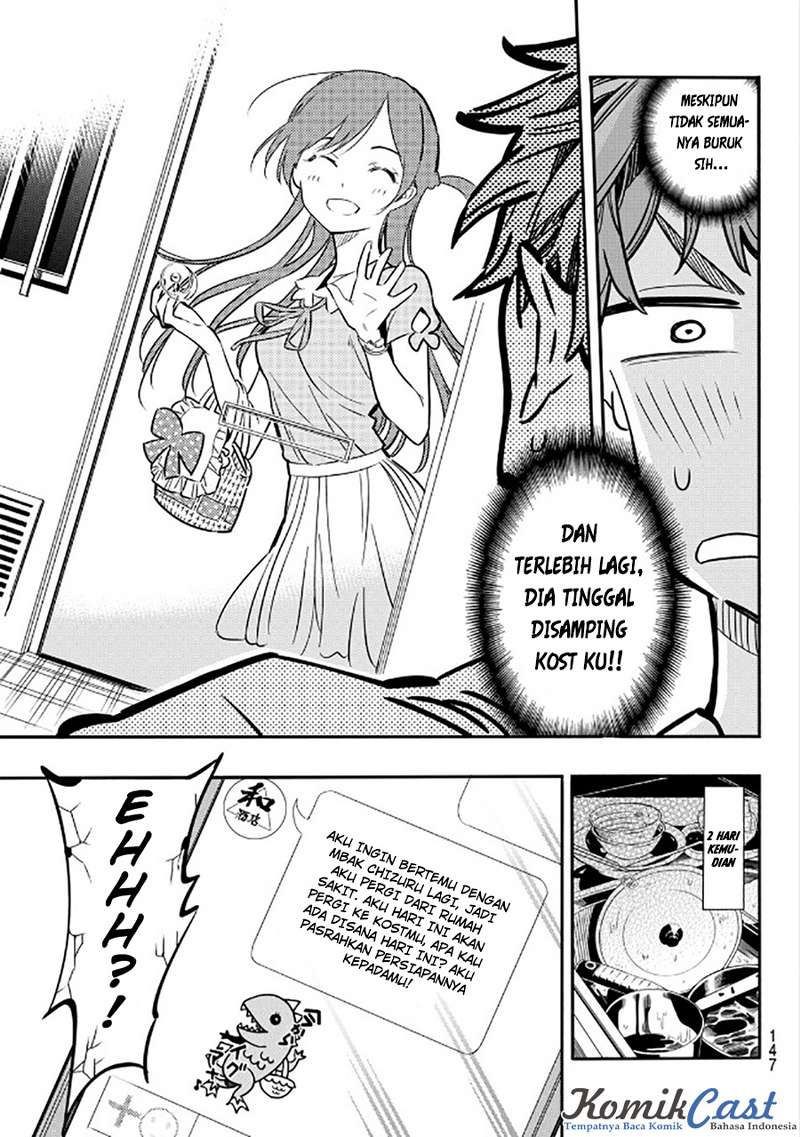 MESKIPUN
TIDAK SEMUA-
NYA BURUK
SIH...
DAN
TERLEBIH LAGI,
DIA TINGGAL
DISAMPING
KOST KU!!
2 HARI
KEMU-
DIAN
和
酒店
AKU INGIN BERTEMU DENGAN
MBAK CHIZURU LAGI, JADI
AKU PERGI DARI RUMAH
SAKIT. AKU HARI INI AKAN
PERGI KE KOSTMU, APA KAU
ADA DISANA HARI INI? AKU
PASRAHKAN PERSIAPANNYA
KEPADAMU!
EHHH?!
147
KomikCast
Tempatnya Baca Komik Bahasa Indonesia